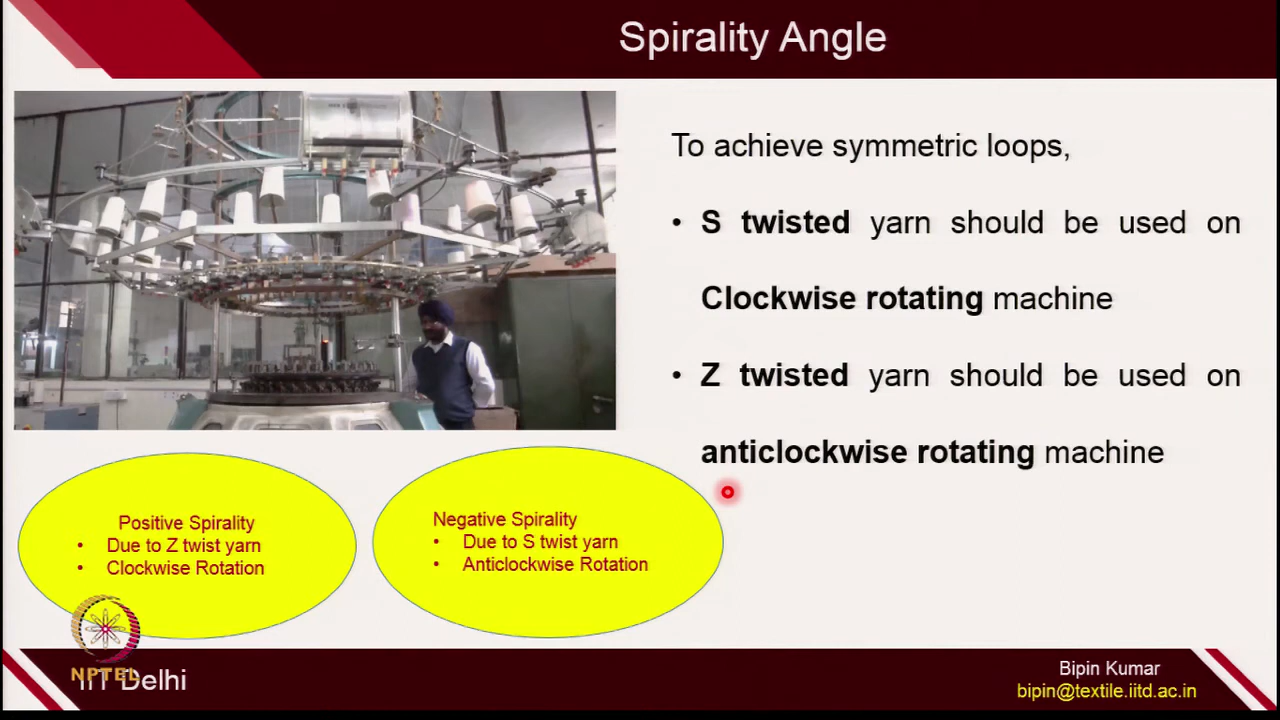 Spirality Angle
To achieve symmetric loops,
• S twisted yarn should be used on
Clockwise rotating machine
• Z twisted yarn should be used on
anticlockwise rotating machine
Positive Spirality
• Due to Z twist yarn
• Clockwise Rotation
Negative Spirality
• Due to S twist yarn
• Anticlockwise Rotation
NPTEL
IIT Delhi
Bipin Kumar
bipin@textile.iitd.ac.in